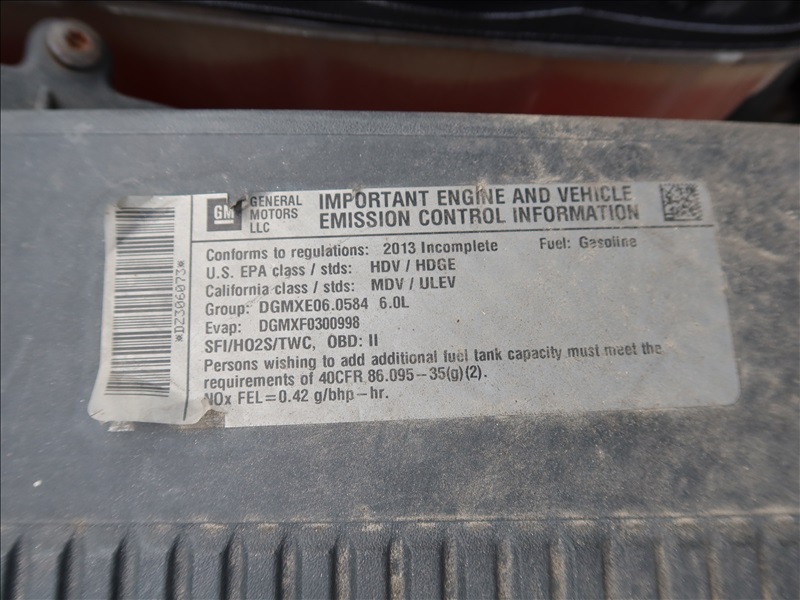 *DZ306073*
GM
GENERAL
MOTORS
LLC
IMPORTANT ENGINE AND VEHICLE
EMISSION CONTROL INFORMATION
Conforms to regulations: 2013 Incomplete Fuel: Gasoline
U.S. EPA class / stds: HDV / HDGE
California class / stds: MDV / ULEV
Group: DGMXE06.0584 6.0L
Evap: DGMXF0300998
SFI/HO2S/TWC, OBD: II
Persons wishing to add additional fuel tank capacity must meet the
requirements of 40CFR 86.095-35(g)(2).
NOx FEL=0.42 g/bhp-hr.